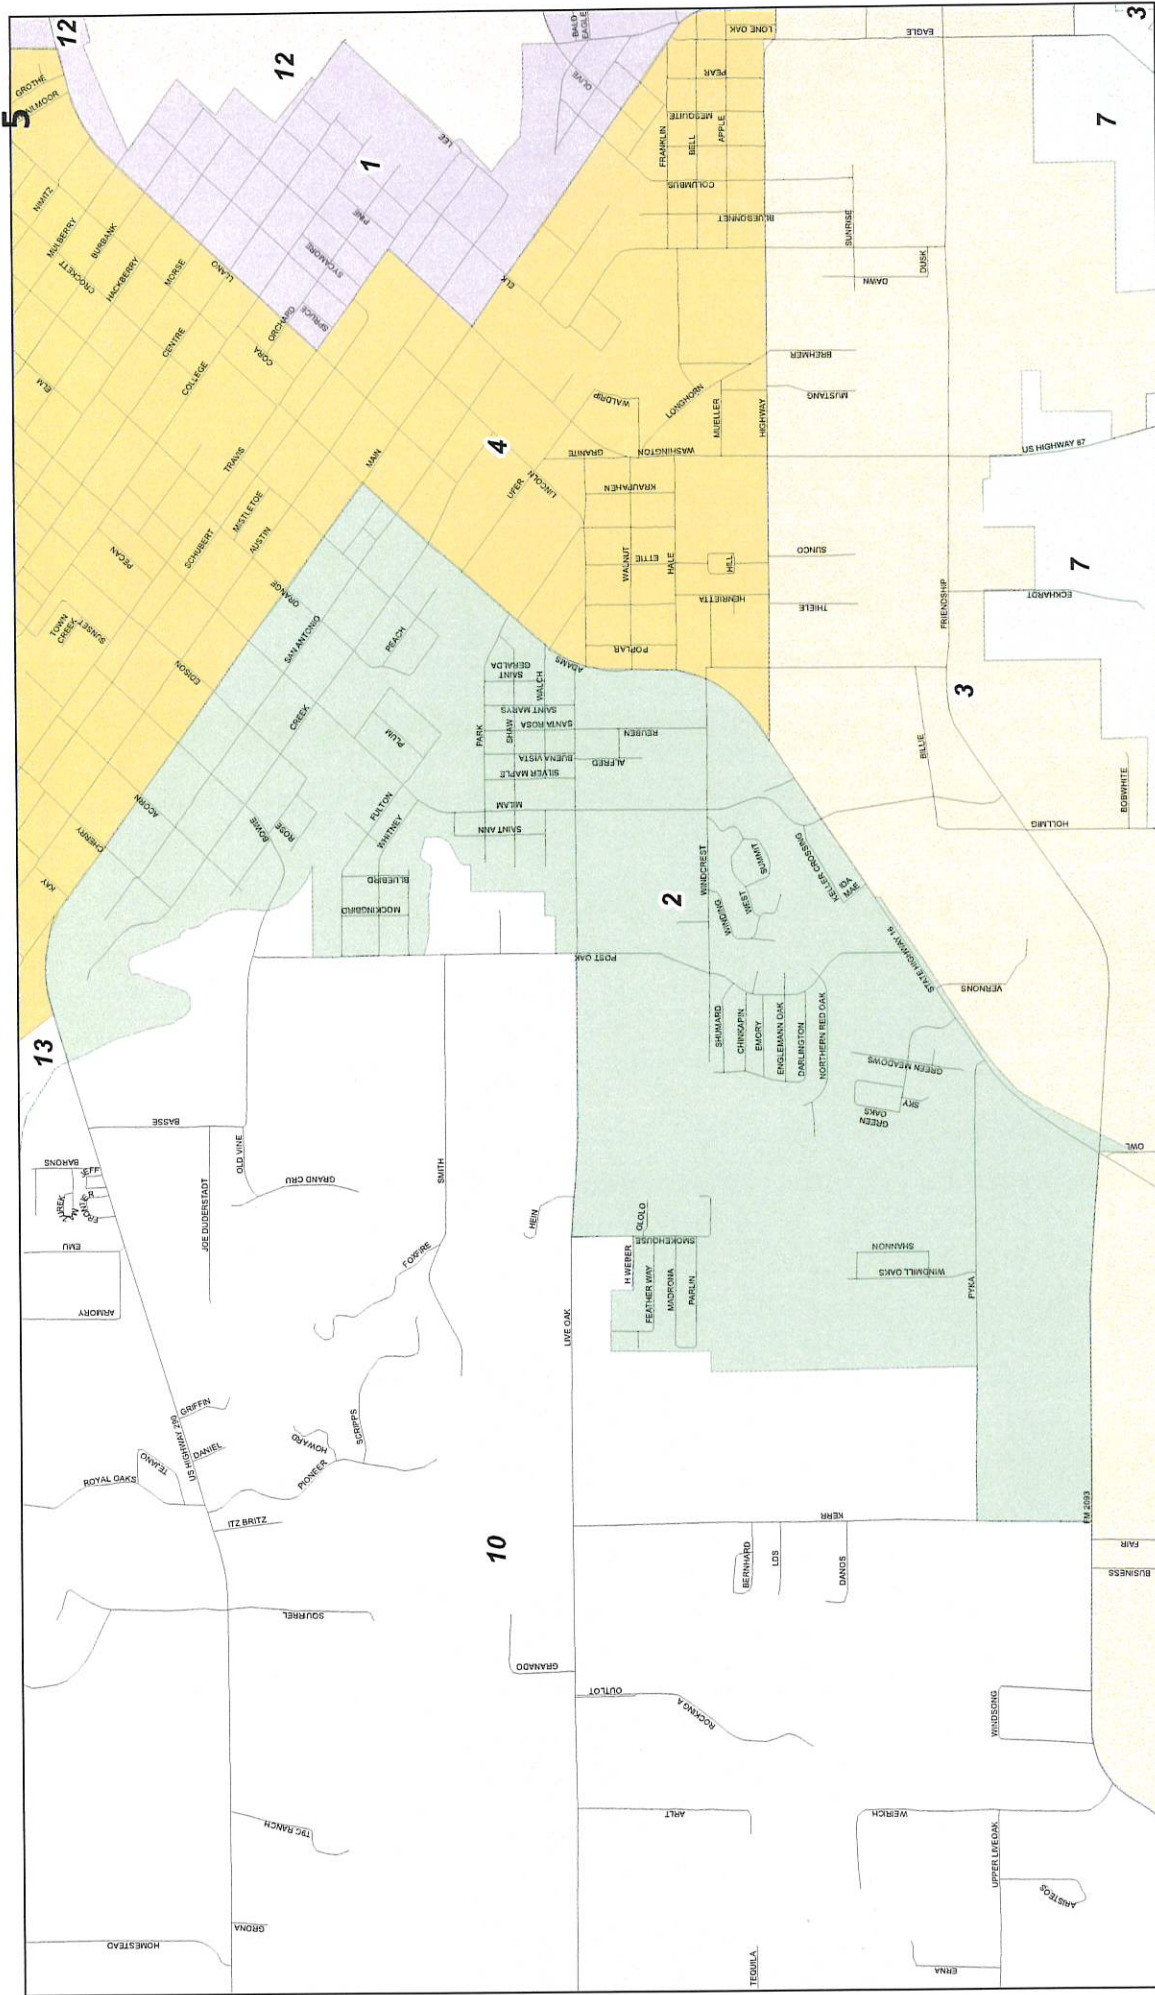 12
5
GROTHE
12
BALD
EAGLE
LONE OAK
EAGLE
3
OLIVE
PEAR
MESQUITE
FRANKLIN
BELL
APPLE
7
LEE
1
NIMITZ
MULBERRY
BURBANK
CROCKETT
HACKBERRY
PINE
COLUMBUS
BLUEBONNET
SUNRISE
MORSE
LLANO
SYCAMORE
ELK
DAWN
DUSK
ORCHARD
SPRUCE
CENTRE
CORA
COLLEGE
ELM
BREHMER
MUSTANG
WALDRIP
LONGHORN
MUELLER
HIGHWAY
US HIGHWAY 87
TRAVIS
MAIN
4
GRANITE
WASHINGTON
UFER
LINCOLN
KRAUPAHEN
MISTLETOE
AUSTIN
SCHUBERT
PECAN
WALNUT
ETTIE
HALE
HILL
SUNCO
7
ECKHARDT
ORANGE
HENRIETTA
THIELE
FRIENDSHIP
TOWN
CREEK
SUNSET
SAN ANTONIO
PEACH
POPLAR
ADAMS
EDISON
SAINT
GERALDA
WALCH
3
CREEK
PLUM
PARK
SHAW
SAINT MARYS
SANTA ROSA
BUENA VISTA
SILVER MAPLE
REUBEN
ALFRED
BILLIE
ACORN
FULTON
WHITNEY
MILAM
SAINT ANN
BOBWHITE
HOLLMIG
CHERRY
BOWIE
ROSE
KAY
BLUEBIRD
MOCKINGBIRD
2
WINDCREST
WINDING
WEST
SUMMIT
KELLER CROSSING
IDA
MAE
POST OAK
STATE HIGHWAY 16
VERNONS
13
SHUMARD
CHINKAPIN
EMORY
ENGLEMANN OAK
DARLINGTON
NORTHERN RED OAK
GREEN MEADOWS
SKY
GREEN
OAKS
OWL
BASSE
BARONS
JEFF
FRONTIER
EMU
ARMORY
OLD VINE
JOE DUDERSTADT
GRAND CRU
SMITH
HEIN
FOXFIRE
OLOLO
SMOKEHOUSE
H WEBER
FEATHER WAY
MADRONA
PARLIN
SHANNON
WINDMILL OAKS
PYKA
LIVE OAK
US HIGHWAY 290
GRIFFIN
DANIEL
TEJANO
ROYAL OAKS
HOWARD
SCRIPPS
PIONEER
ITZ BRITZ
10
KERR
FM 2093
BERNHARD
LDS
DANOS
FAIR
BUSINESS
SQUIRREL
GRANADO
OUTLOT
ROCKING A
WINDSONG
T9C RANCH
ARLT
WEIRICH
UPPER LIVEOAK
ARISTEOS
GRONA
HOMESTEAD
TEQUILA
ERNA